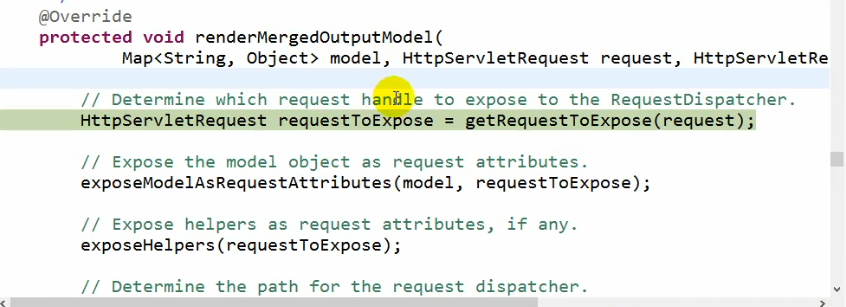 @Override
protected void renderMergedOutputModel(
Map<String, Object> model, HttpServletRequest request, HttpServletRe
// Determine which request handle to expose to the RequestDispatcher.
HttpServletRequest requestToExpose = getRequestToExpose(request);
// Expose the model object as request attributes.
exposeModelAsRequestAttributes(model, requestToExpose);
// Expose helpers as request attributes, if any.
exposeHelpers(requestToExpose);
// Determine the path for the request dispatcher.